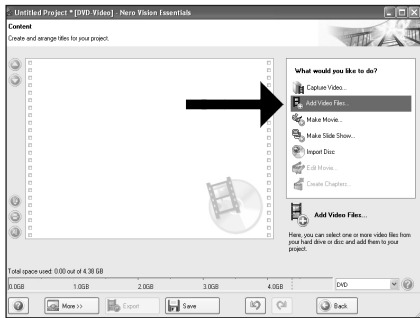 Untitled Project *[DVD-Video] - Nero Vision Essentials
Content
Create and arrange titles for your project.
What would you like to do?
Capture Video...
Add Video Files...
Make Movie...
Make Slide Show...
Import Disc
Edit Movie...
Create Chapters...
Add Video Files...
Here, you can select one or more video files from
your hard drive or disc and add them to your
project.
Total space used: 0.00 out of 4.38 GB
0.0GB 1.0GB 2.0GB 3.0GB 4.0GB
DVD
More >>
Export
Save
Back